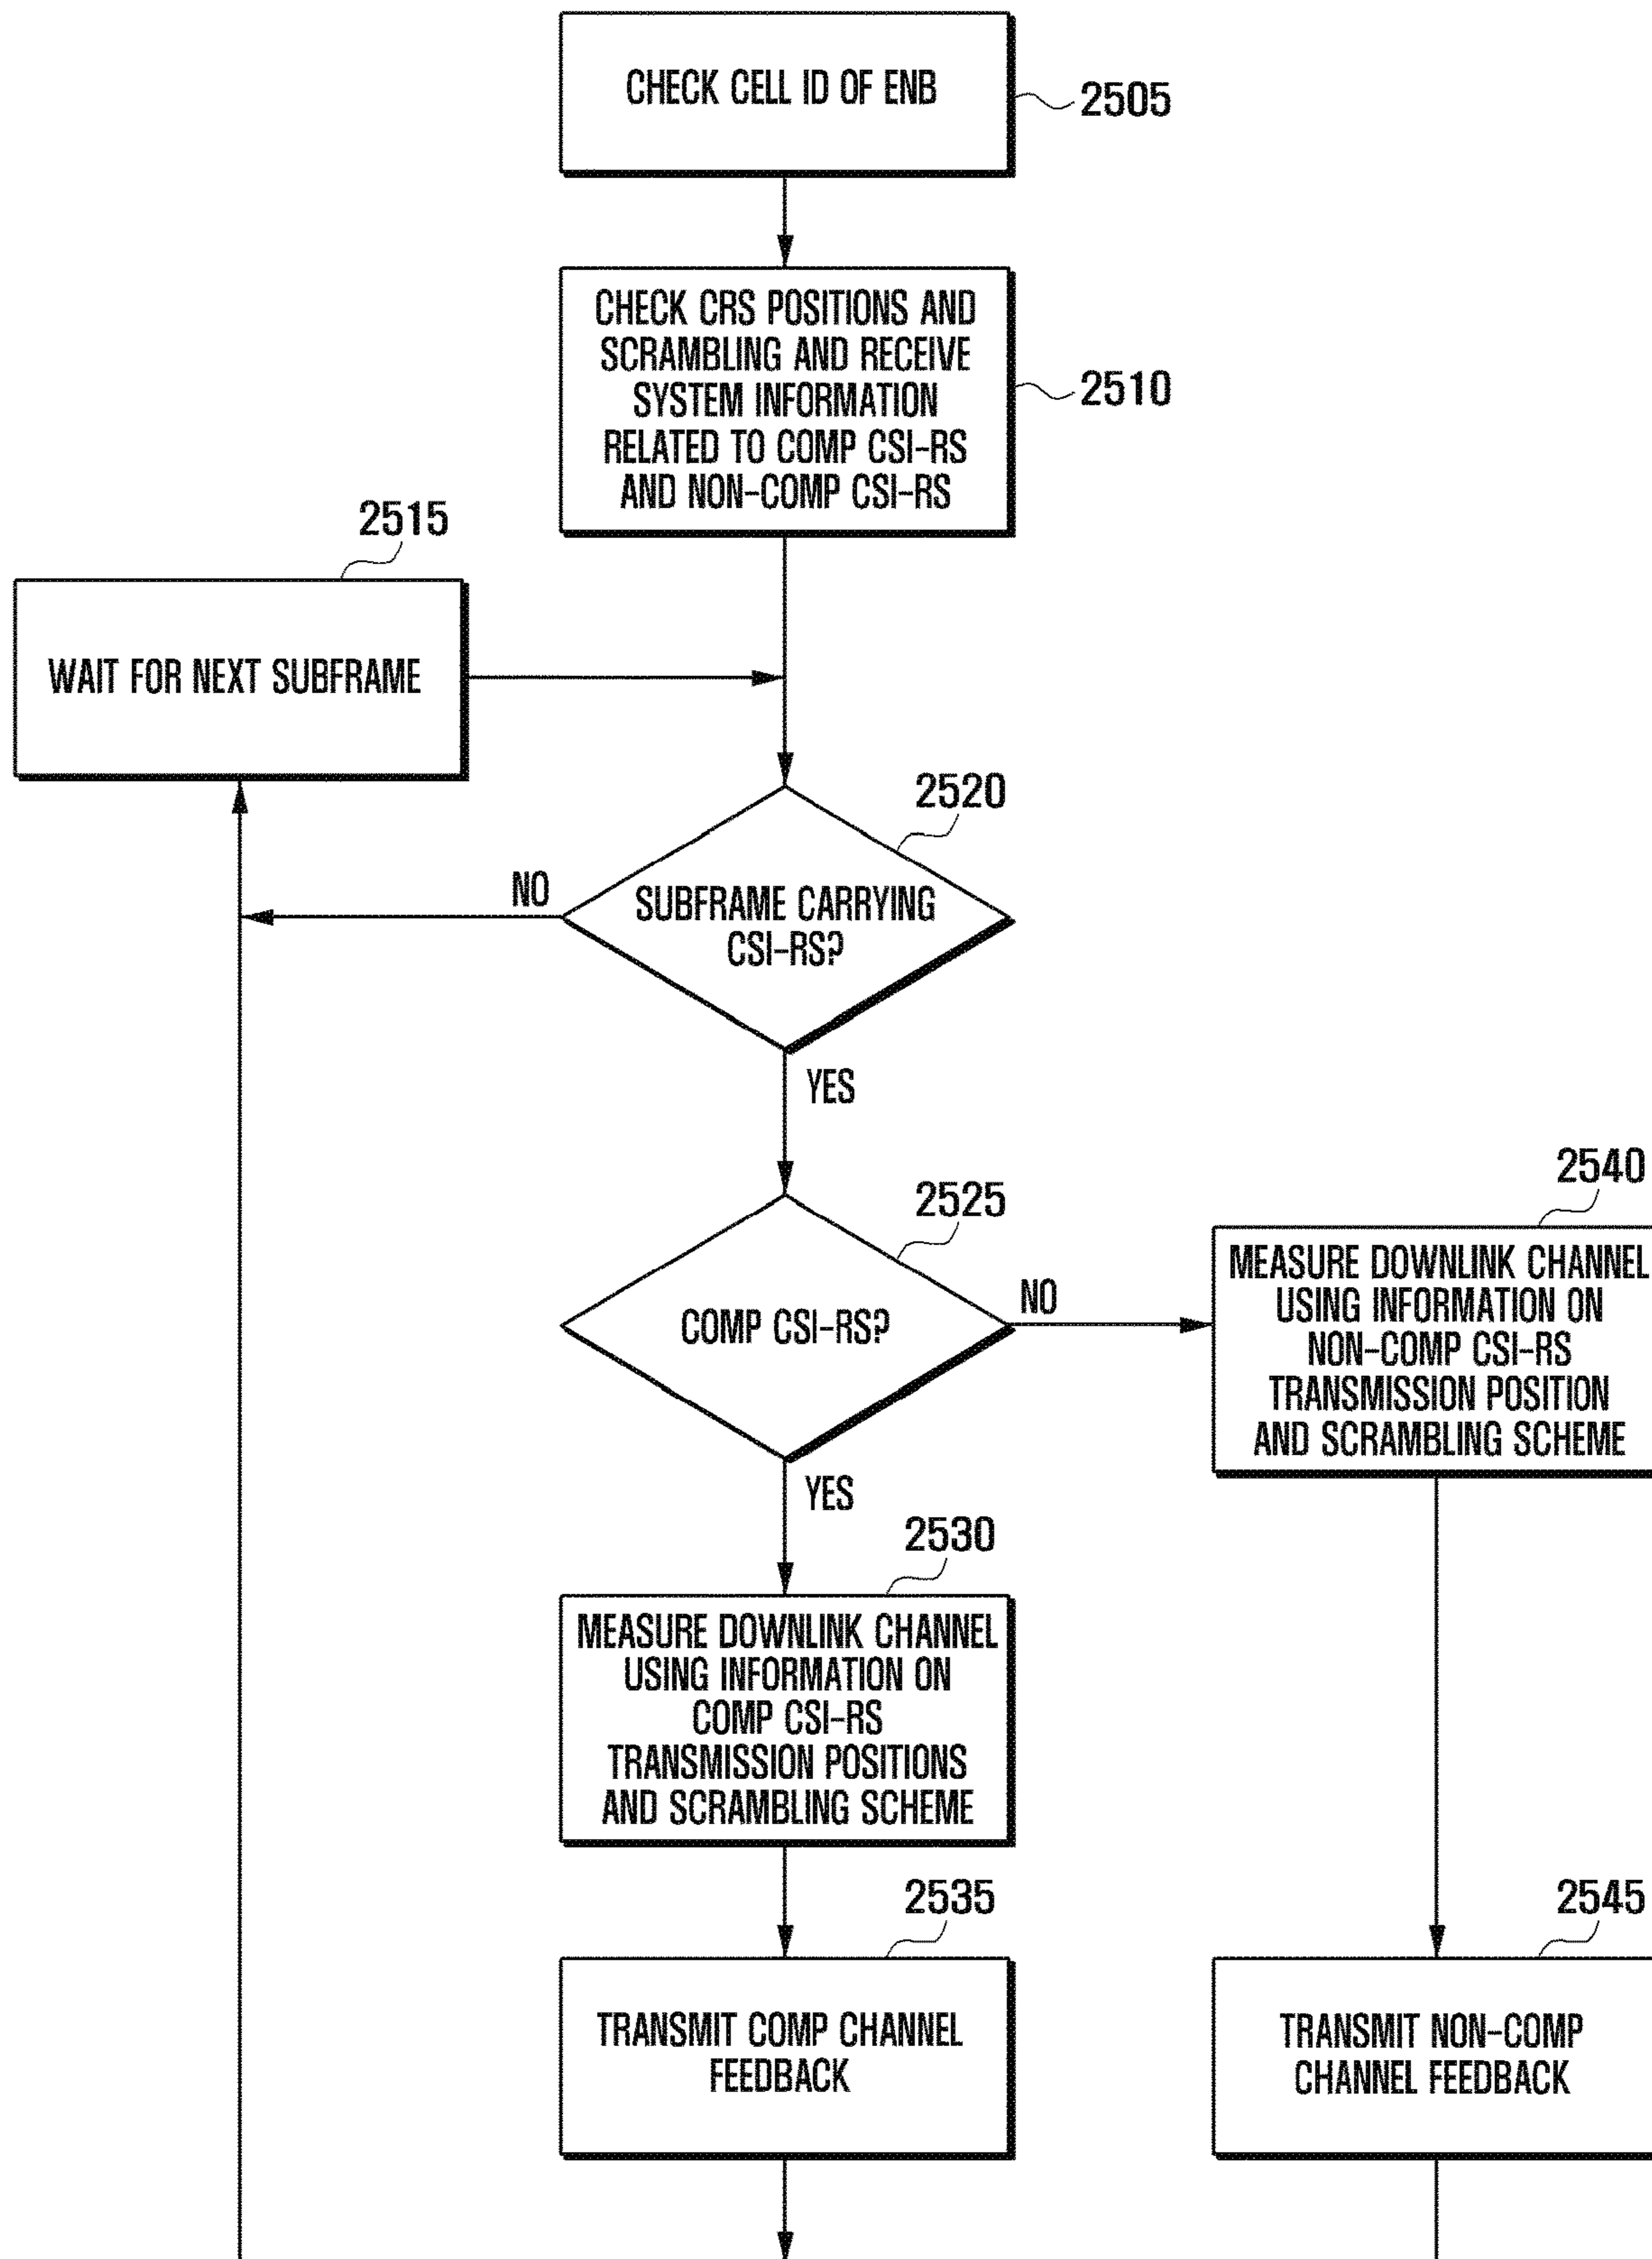 CHECK CELL ID OF ENB
2505
CHECK CRS POSITIONS AND
SCRAMBLING AND RECEIVE
SYSTEM INFORMATION
RELATED TO COMP CSI-RS
AND NON-COMP CSI-RS
2510
2515
WAIT FOR NEXT SUBFRAME
2520
NO
SUBFRAME CARRYING
CSI-RS?
YES
2525
COMP CSI-RS?
NO
2540
MEASURE DOWNLINK CHANNEL
USING INFORMATION ON
NON-COMP CSI-RS
TRANSMISSION POSITION
AND SCRAMBLING SCHEME
YES
2530
MEASURE DOWNLINK CHANNEL
USING INFORMATION ON
COMP CSI-RS
TRANSMISSION POSITIONS
AND SCRAMBLING SCHEME
2535
TRANSMIT COMP CHANNEL
FEEDBACK
2545
TRANSMIT NON-COMP
CHANNEL FEEDBACK